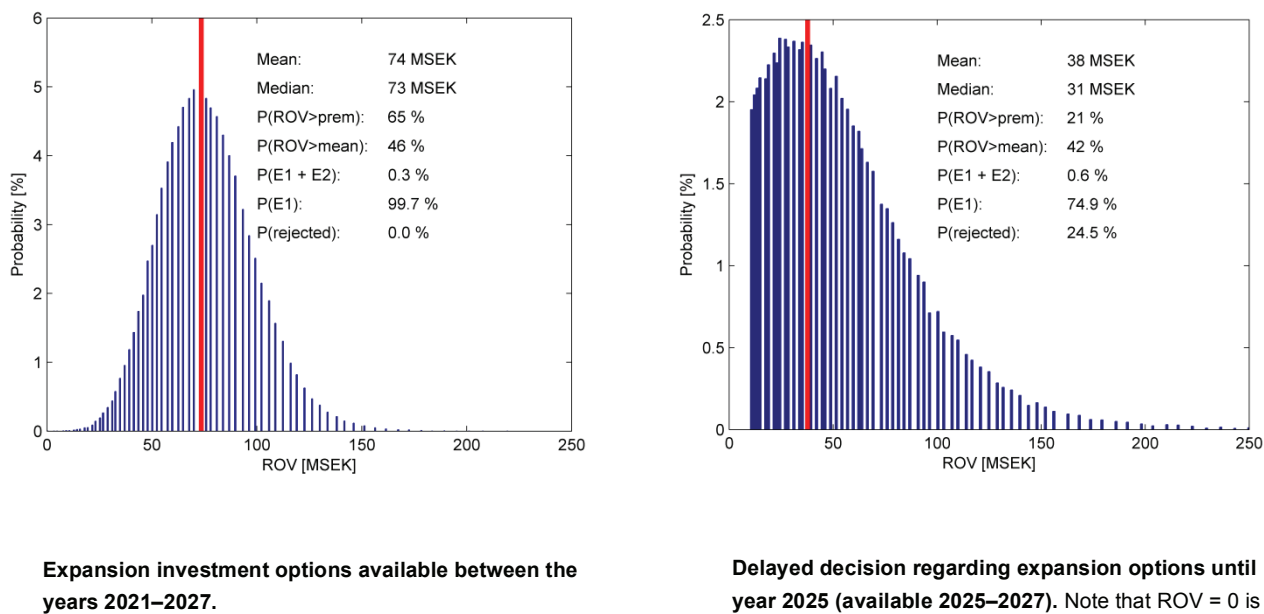 6
5
4
3
2
1
0
Probability [%]
Mean: 74 MSEK
Median: 73 MSEK
P(ROV>prem): 65 %
P(ROV>mean): 46 %
P(E1 + E2): 0.3 %
P(E1): 99.7 %
P(rejected): 0.0 %
0 50 100 150 200 250
ROV [MSEK]
2.5
2
1.5
1
0.5
0
Probability [%]
Mean: 38 MSEK
Median: 31 MSEK
P(ROV>prem): 21 %
P(ROV>mean): 42 %
P(E1 + E2): 0.6 %
P(E1): 74.9 %
P(rejected): 24.5 %
0 50 100 150 200 250
ROV [MSEK]
Expansion investment options available between the
years 2021–2027.
Delayed decision regarding expansion options until
year 2025 (available 2025–2027). Note that ROV = 0 is